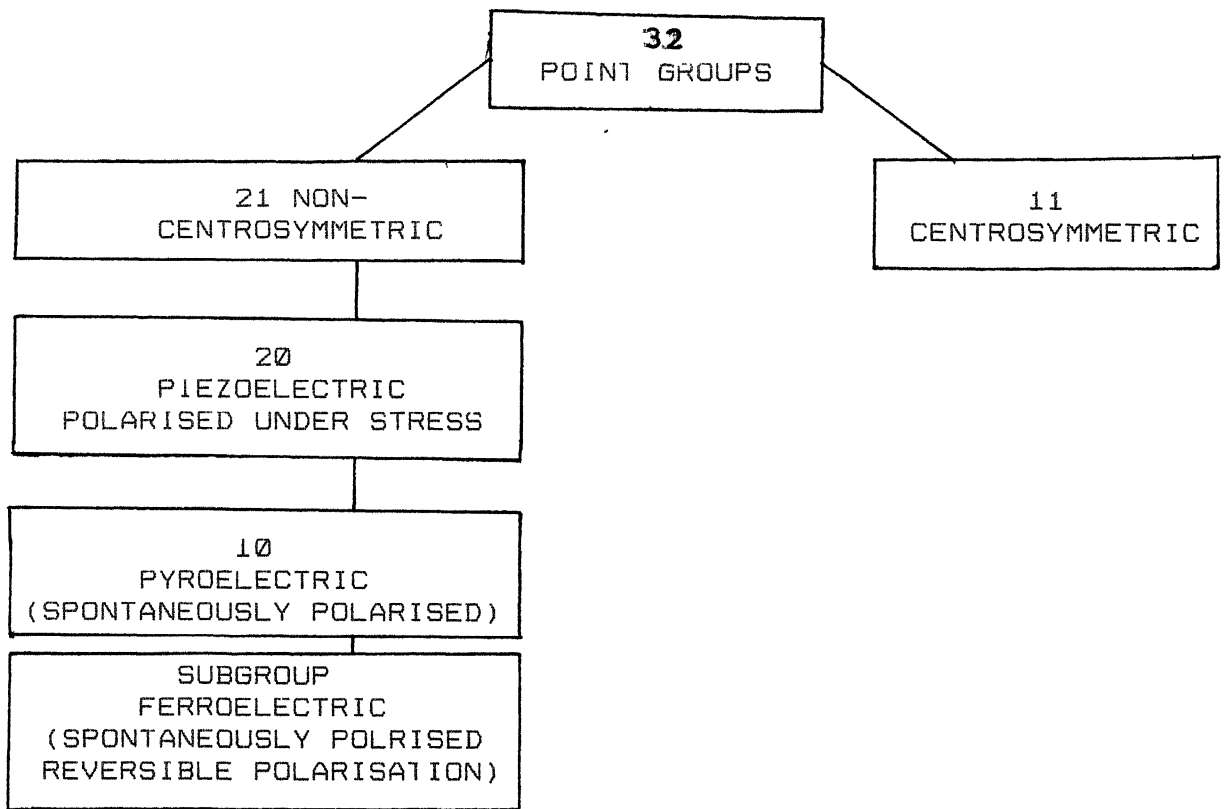 32
POINT GROUPS
21 NON-
CENTROSYMMETRIC
11
CENTROSYMMETRIC
20
PIEZOELECTRIC
POLARISED UNDER STRESS
10
PYROELECTRIC
(SPONTANEOUSLY POLARISED)
SUBGROUP
FERROELECTRIC
(SPONTANEOUSLY POLRISED
REVERSIBLE POLARISATION)